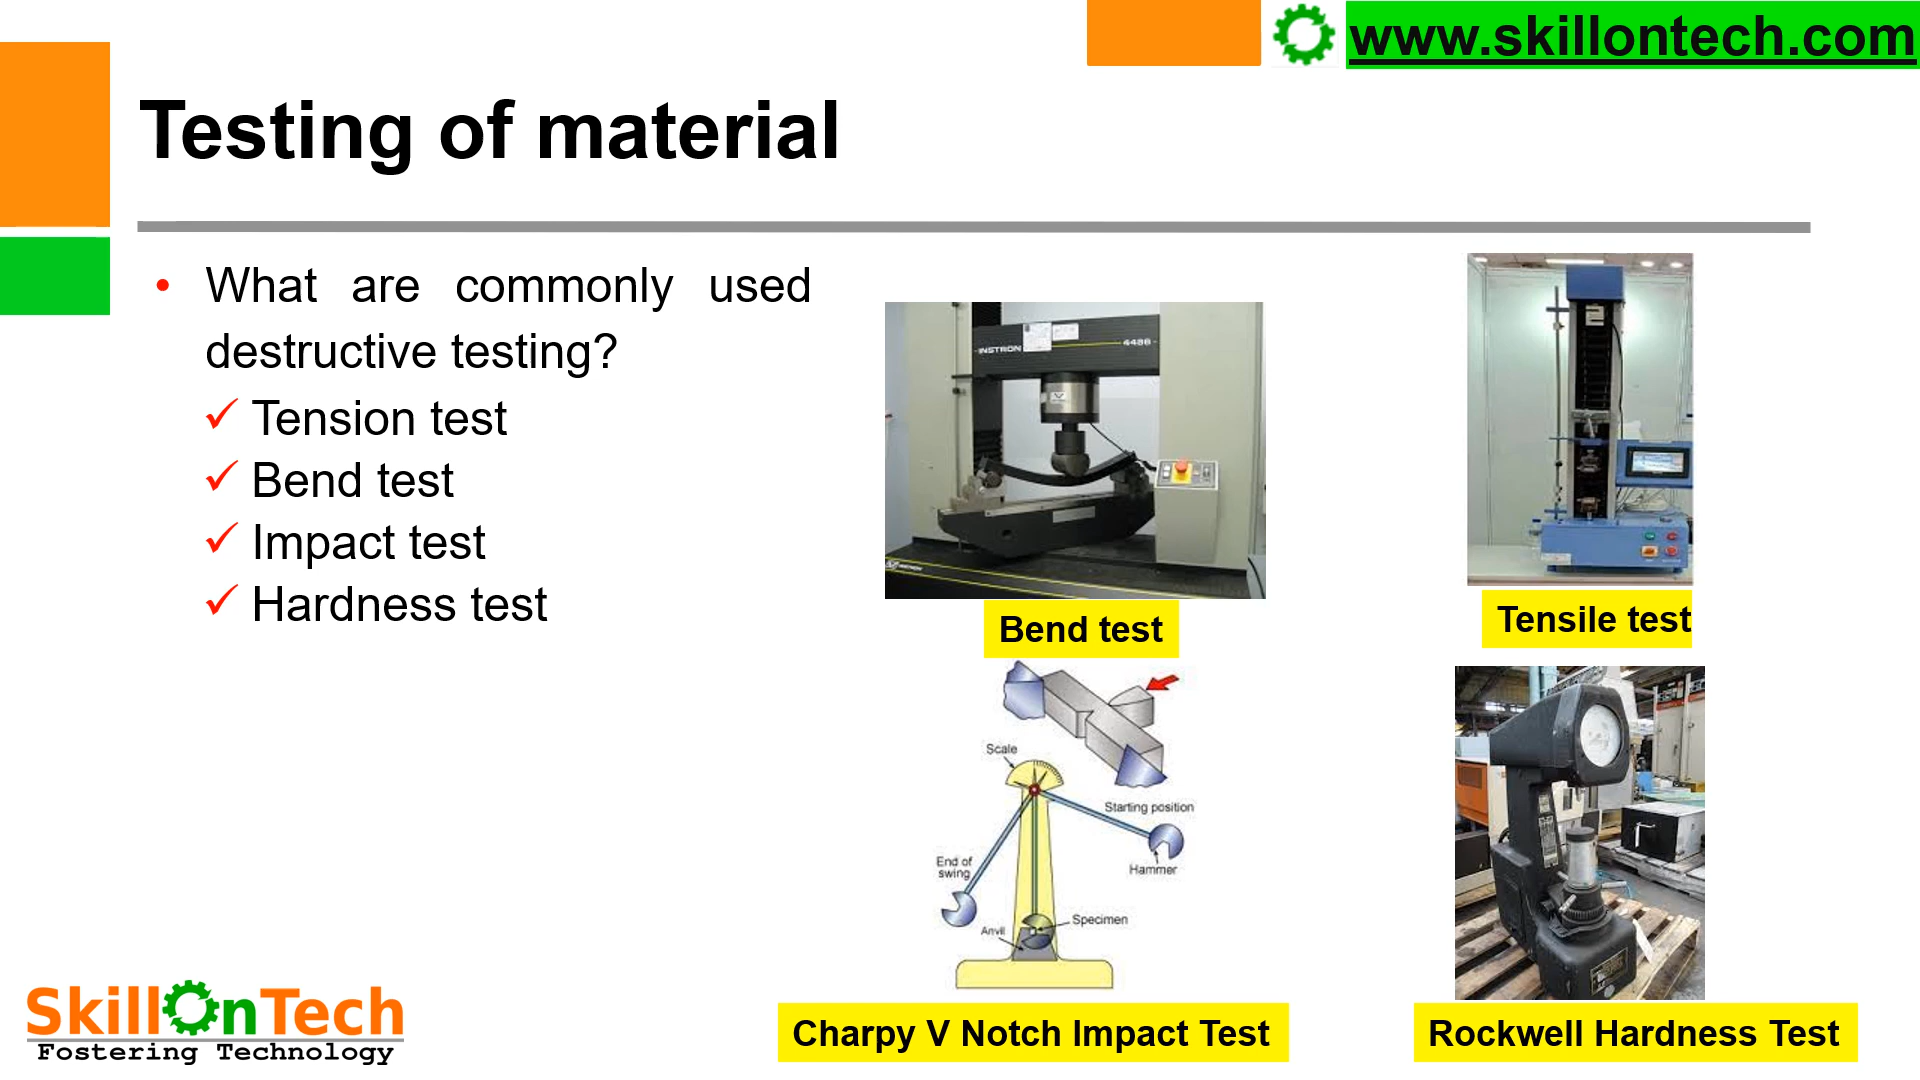 www.skillontech.com
Testing of material
• What are commonly used
destructive testing?
✓ Tension test
✓ Bend test
✓ Impact test
✓ Hardness test
INSTRON
4486
Bend test
Tensile test
Scale
Starting position
End of
swing
Hammer
Specimen
Anvil
Charpy V Notch Impact Test
Rockwell Hardness Test
SkillOnTech
Fostering Technology